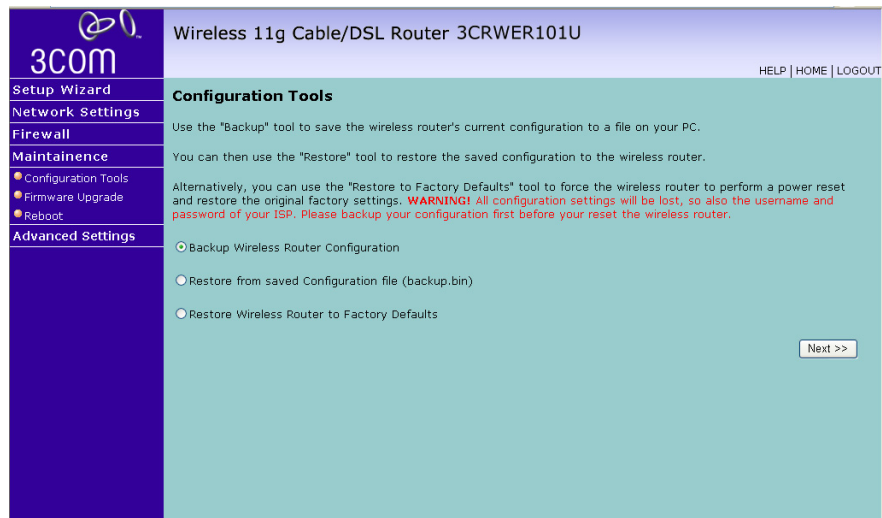 3COM
Wireless 11g Cable/DSL Router 3CRWER101U
HELP | HOME | LOGOUT
Setup Wizard
Network Settings
Firewall
Maintainence
Configuration Tools
Firmware Upgrade
Reboot
Advanced Settings
Configuration Tools
Use the "Backup" tool to save the wireless router's current configuration to a file on your PC.
You can then use the "Restore" tool to restore the saved configuration to the wireless router.
Alternatively, you can use the "Restore to Factory Defaults" tool to force the wireless router to perform a power reset
and restore the original factory settings. WARNING! All configuration settings will be lost, so also the username and
password of your ISP. Please backup your configuration first before your reset the wireless router.
Backup Wireless Router Configuration
Restore from saved Configuration file (backup.bin)
Restore Wireless Router to Factory Defaults
Next >>